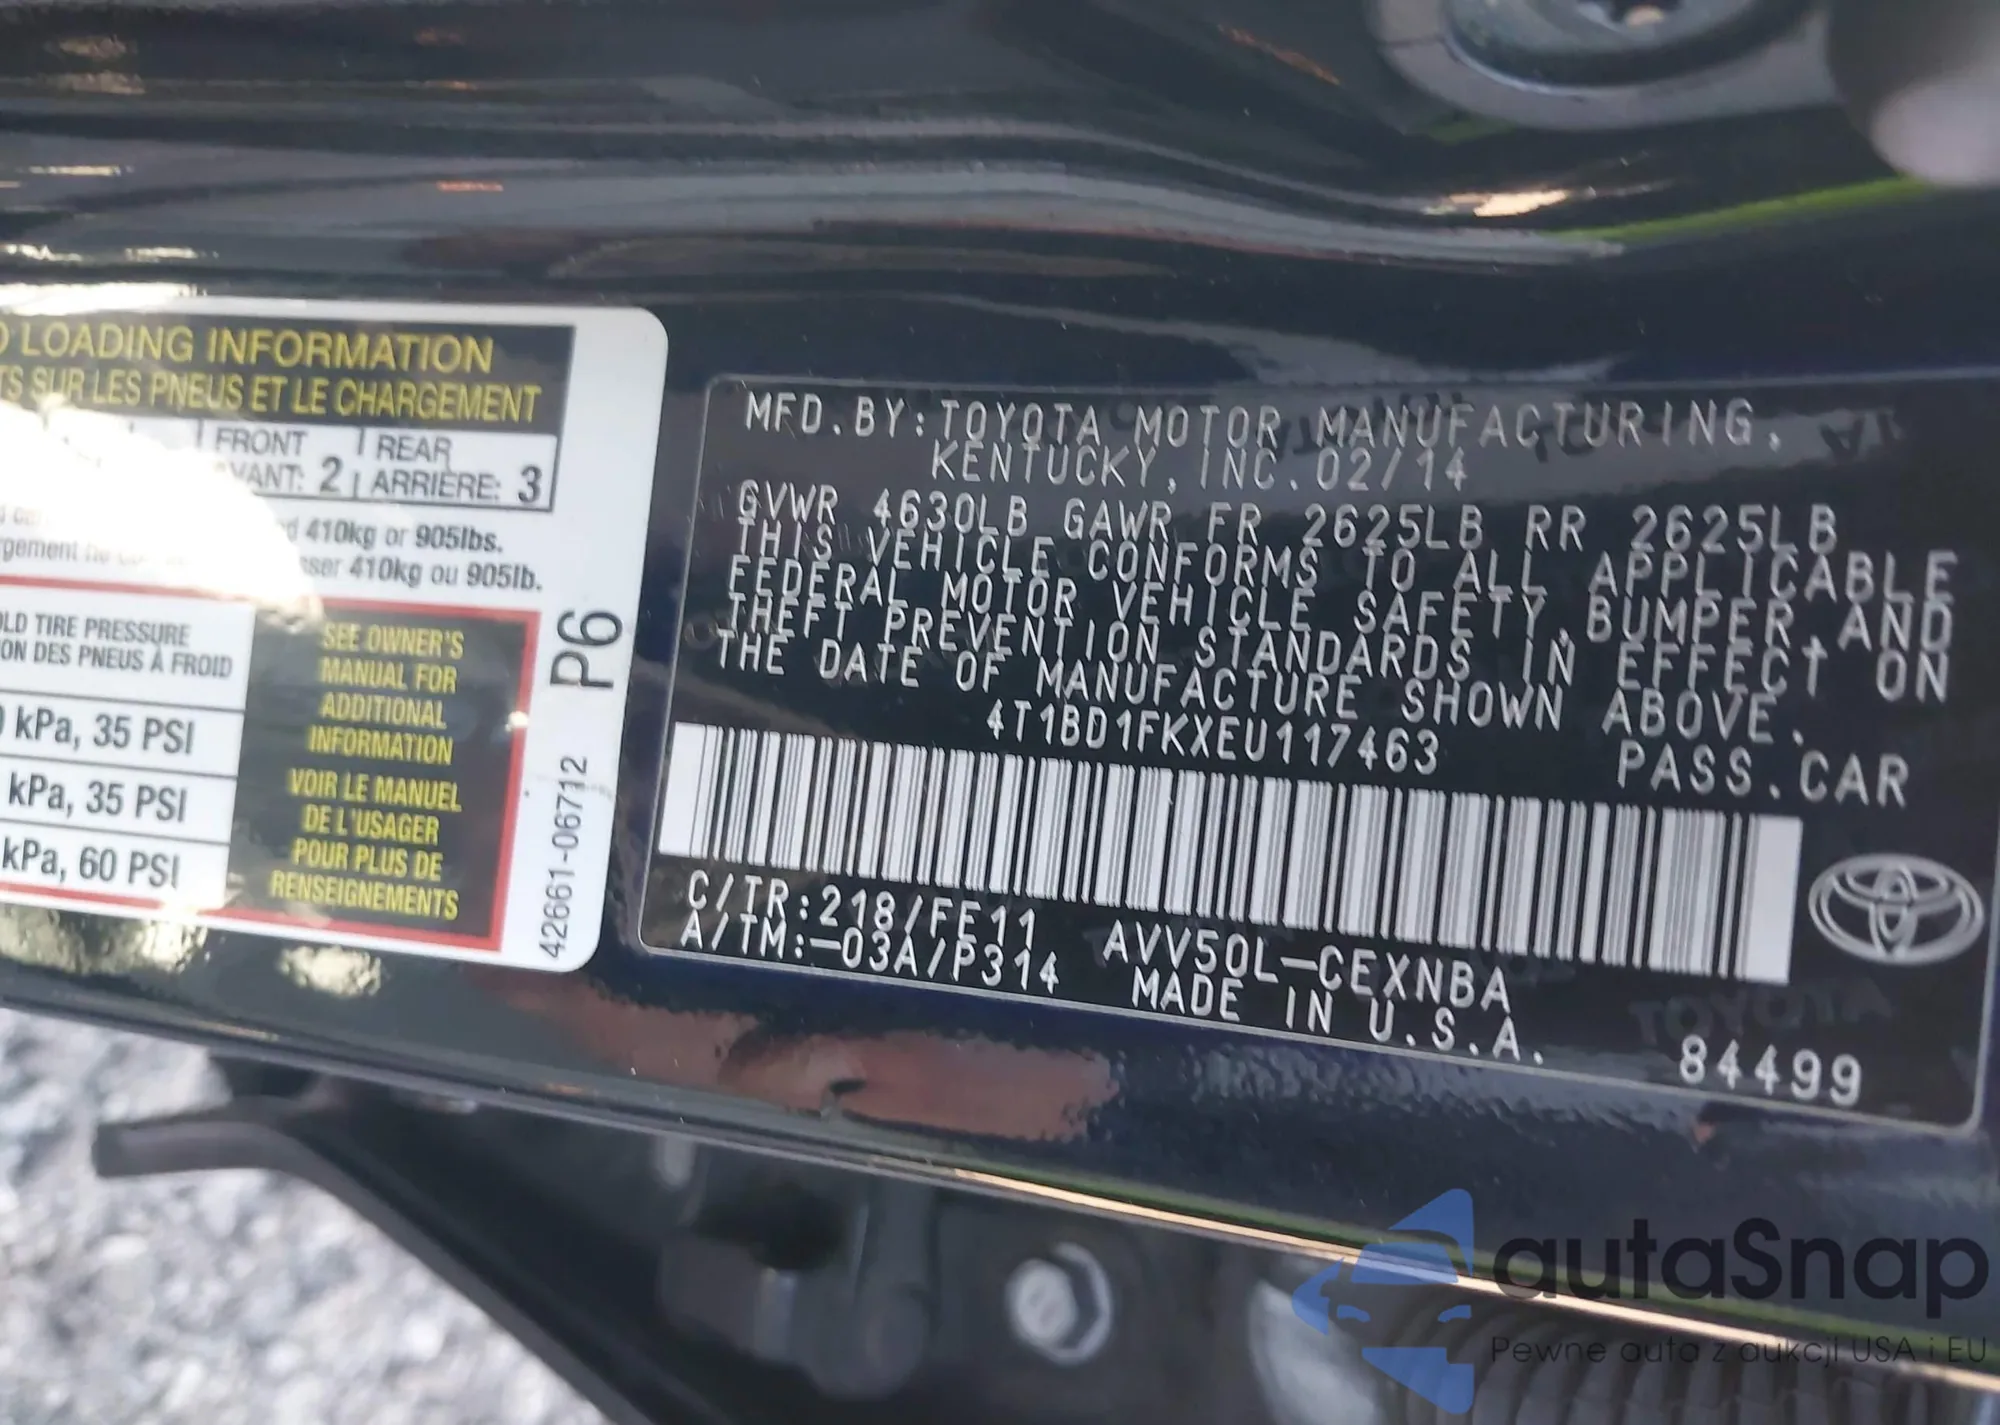 LOADING INFORMATION
SUR LES PNEUS ET LE CHARGEMENT
FRONT REAR
AVANT: 2 ARRIÈRE: 3
410kg or 905lbs.
410kg ou 905lb.
TIRE PRESSURE
DES PNEUS À FROID
kPa, 35 PSI
kPa, 35 PSI
kPa, 60 PSI
SEE OWNER'S
MANUAL FOR
ADDITIONAL
INFORMATION
VOIR LE MANUEL
DE L'USAGER
POUR PLUS DE
RENSEIGNEMENTS
P6
42661-06712
MFD.BY:TOYOTA MOTOR MANUFACTURING,
KENTUCKY, INC. 02/14
GVWR 4630LB GAWR FR 2625LB RR 2625LB
THIS VEHICLE CONFORMS TO ALL APPLICABLE
FEDERAL MOTOR VEHICLE SAFETY,BUMPER,AND
THEFT PREVENTION STANDARDS IN EFFECT ON
THE DATE OF MANUFACTURE SHOWN ABOVE.
4T1BD1FKXEU117463
PASS.CAR
C/TR:218/FE11
A/TM:-03A/P314
AVV50L-CEXNBA
MADE IN U.S.A.
84499
autaSnap
Pewne auta z aukcji USA i EU